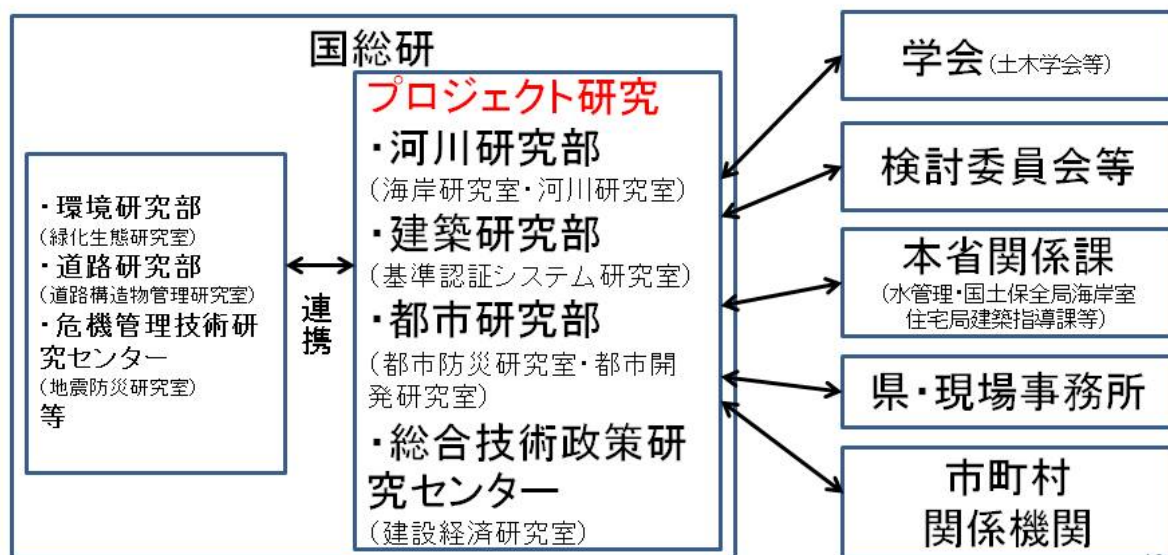 国総研
・環境研究部
(緑化生態研究室)
・道路研究部
(道路構造物管理研究室)
・危機管理技術研
究センター
(地震防災研究室)
等
連携
プロジェクト研究
・河川研究部
(海岸研究室・河川研究室)
・建築研究部
(基準認証システム研究室)
・都市研究部
(都市防災研究室・都市開
発研究室)
・総合技術政策研
究センター
(建設経済研究室)
学会(土木学会等)
検討委員会等
本省関係課
(水管理・国土保全局海岸室
住宅局建築指導課等)
県・現場事務所
市町村
関係機関